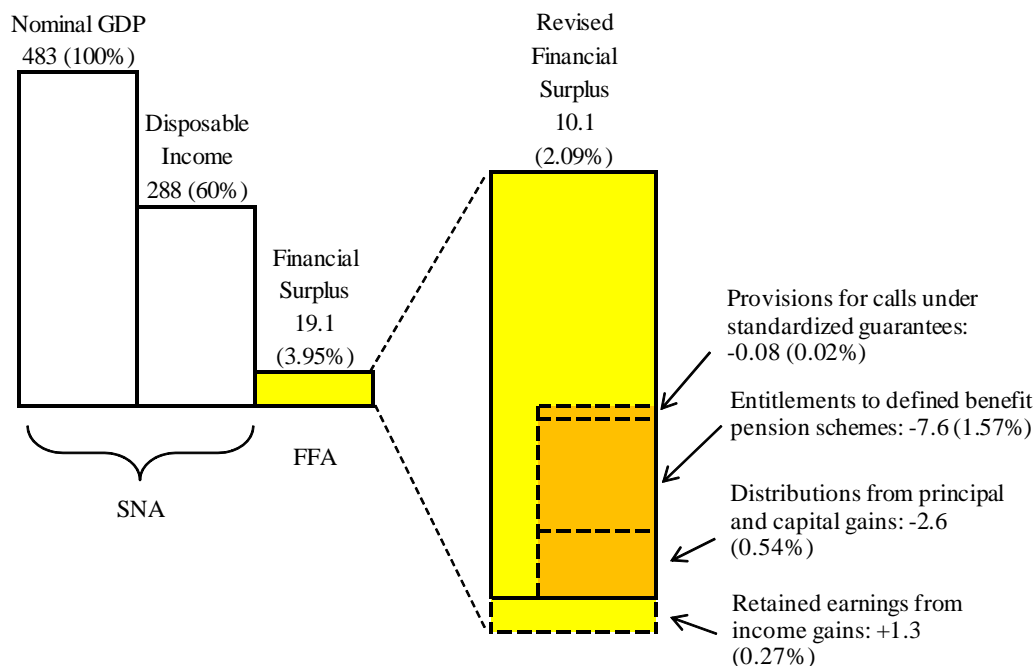 Nominal GDP
483 (100%)
Disposable
Income
288 (60%)
Financial
Surplus
19.1
(3.95%)
SNA
FFA
Revised
Financial
Surplus
10.1
(2.09%)
Provisions for calls under
standardized guarantees:
-0.08 (0.02%)
Entitlements to defined benefit
pension schemes: -7.6 (1.57%)
Distributions from principal
and capital gains: -2.6
(0.54%)
Retained earnings from
income gains: +1.3
(0.27%)